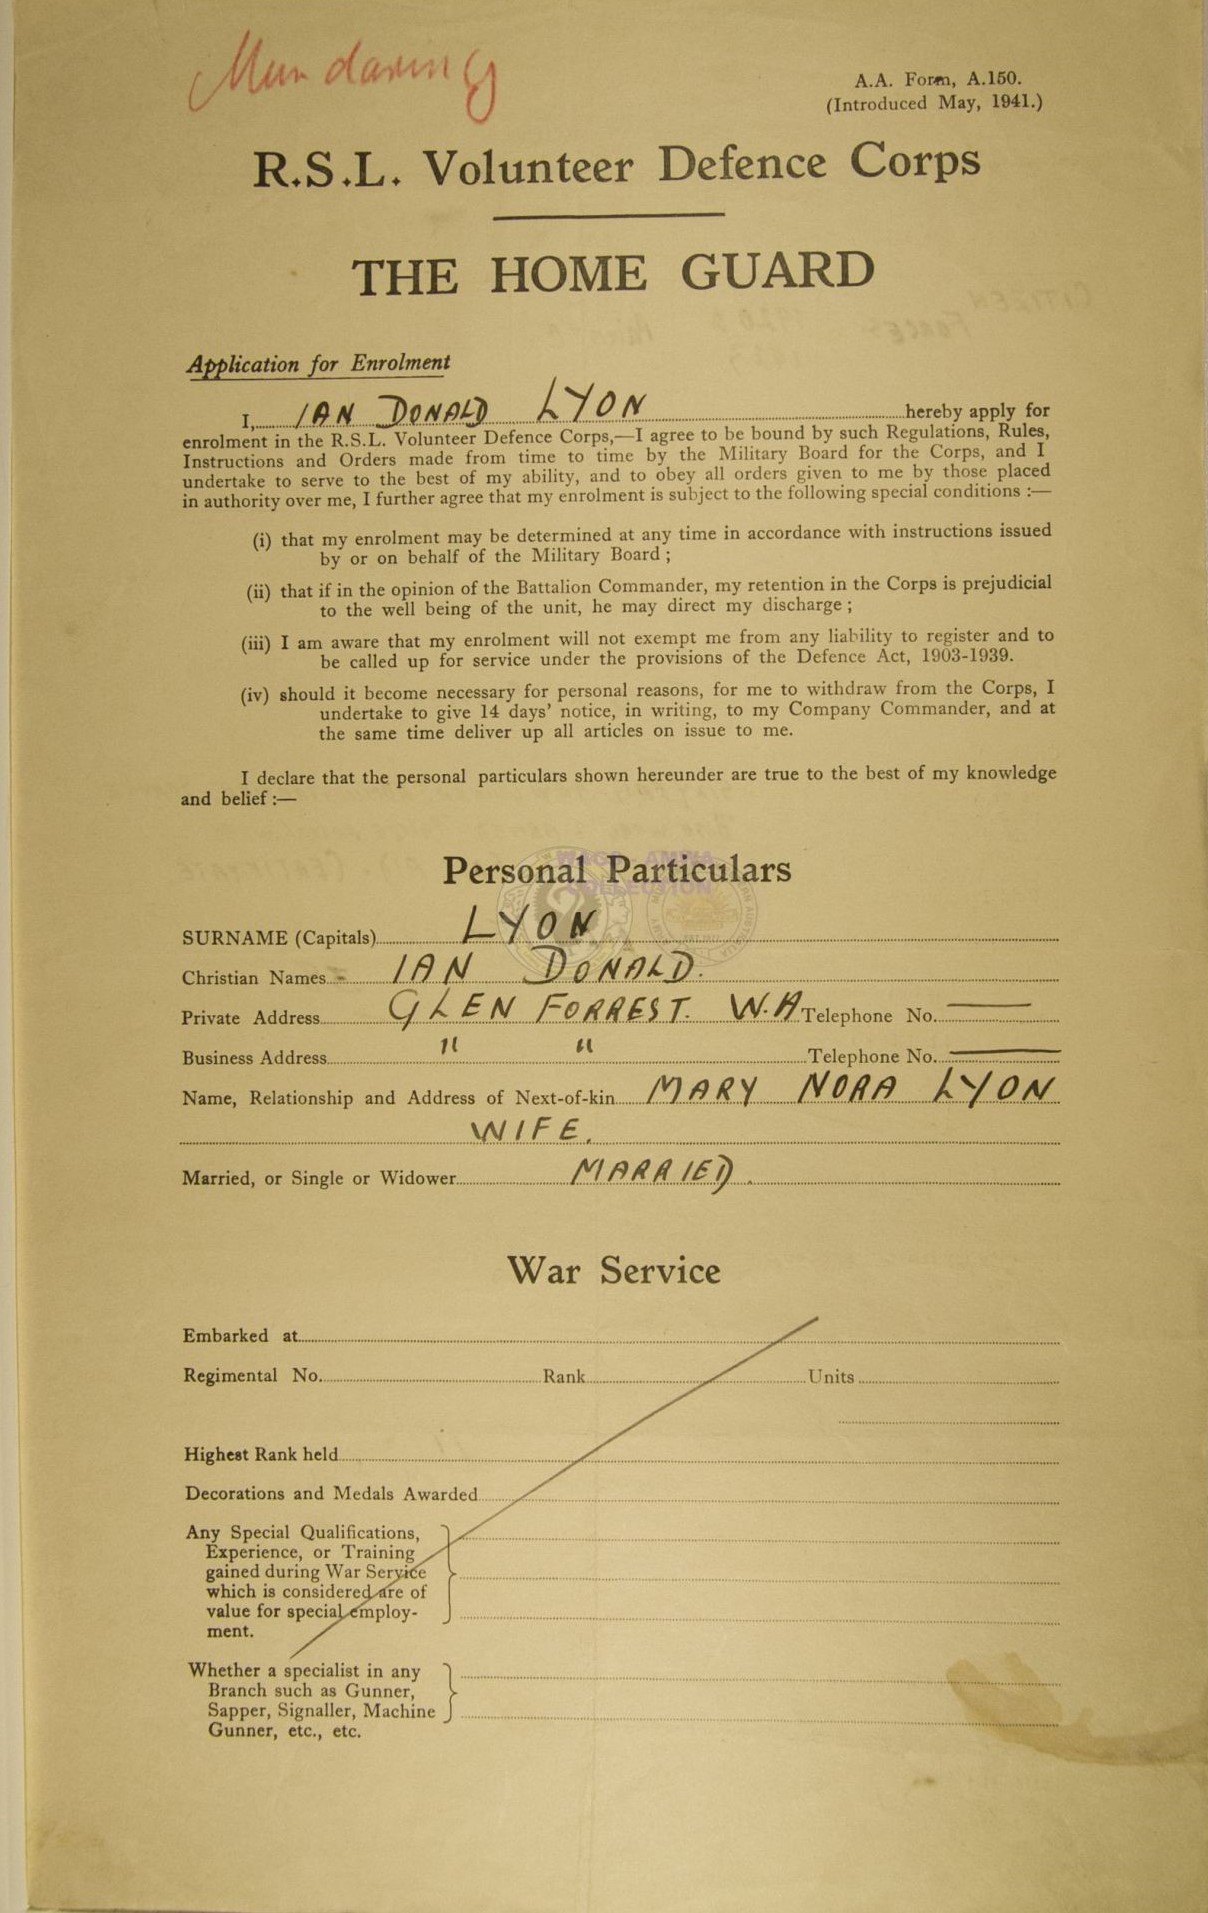 Mundaring
A.A. Form, A.150.
(Introduced May, 1941.)
R.S.L. Volunteer Defence Corps
THE HOME GUARD
Application for Enrolment
I, IAN DONALD LYON hereby apply for
enrolment in the R.S.L. Volunteer Defence Corps,—I agree to be bound by such Regulations, Rules,
Instructions and Orders made from time to time by the Military Board for the Corps, and I
undertake to serve to the best of my ability, and to obey all orders given to me by those placed
in authority over me, I further agree that my enrolment is subject to the following special conditions :—
(i) that my enrolment may be determined at any time in accordance with instructions issued
by or on behalf of the Military Board ;
(ii) that if in the opinion of the Battalion Commander, my retention in the Corps is prejudicial
to the well being of the unit, he may direct my discharge ;
(iii) I am aware that my enrolment will not exempt me from any liability to register and to
be called up for service under the provisions of the Defence Act, 1903-1939.
(iv) should it become necessary for personal reasons, for me to withdraw from the Corps, I
undertake to give 14 days' notice, in writing, to my Company Commander, and at
the same time deliver up all articles on issue to me.
I declare that the personal particulars shown hereunder are true to the best of my knowledge
and belief :—
WAGS - AMMA
COLLECTION
Personal Particulars
SURNAME (Capitals) LYON
Christian Names IAN DONALD.
Private Address GLEN FORREST. W.A Telephone No. —
Business Address " " Telephone No. —
Name, Relationship and Address of Next-of-kin MARY NORA LYON
WIFE.
Married, or Single or Widower MARRIED.
War Service
Embarked at
Regimental No. Rank Units
Highest Rank held
Decorations and Medals Awarded
Any Special Qualifications,
Experience, or Training
gained during War Service
which is considered are of
value for special employ-
ment.
Whether a specialist in any
Branch such as Gunner,
Sapper, Signaller, Machine
Gunner, etc., etc.